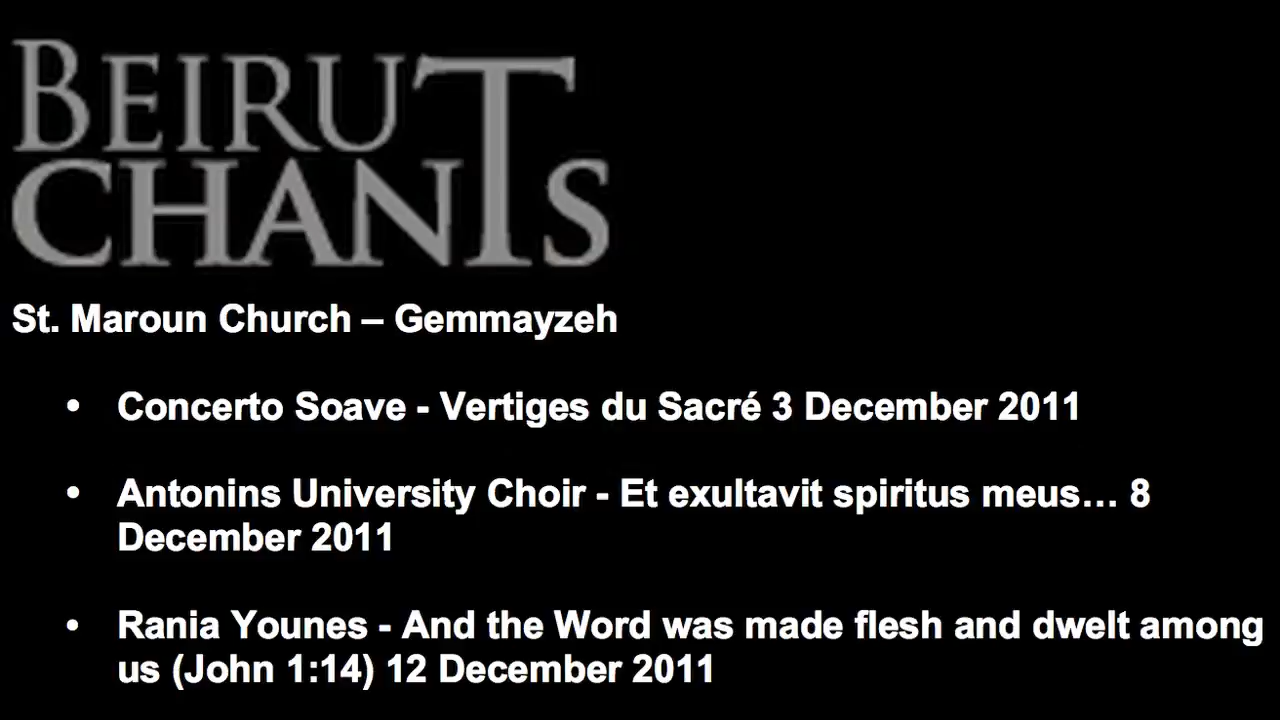 BEIRUT
CHANTS
St. Maroun Church – Gemmayzeh
• Concerto Soave - Vertiges du Sacré 3 December 2011
• Antonins University Choir - Et exultavit spiritus meus… 8
December 2011
• Rania Younes - And the Word was made flesh and dwelt among
us (John 1:14) 12 December 2011